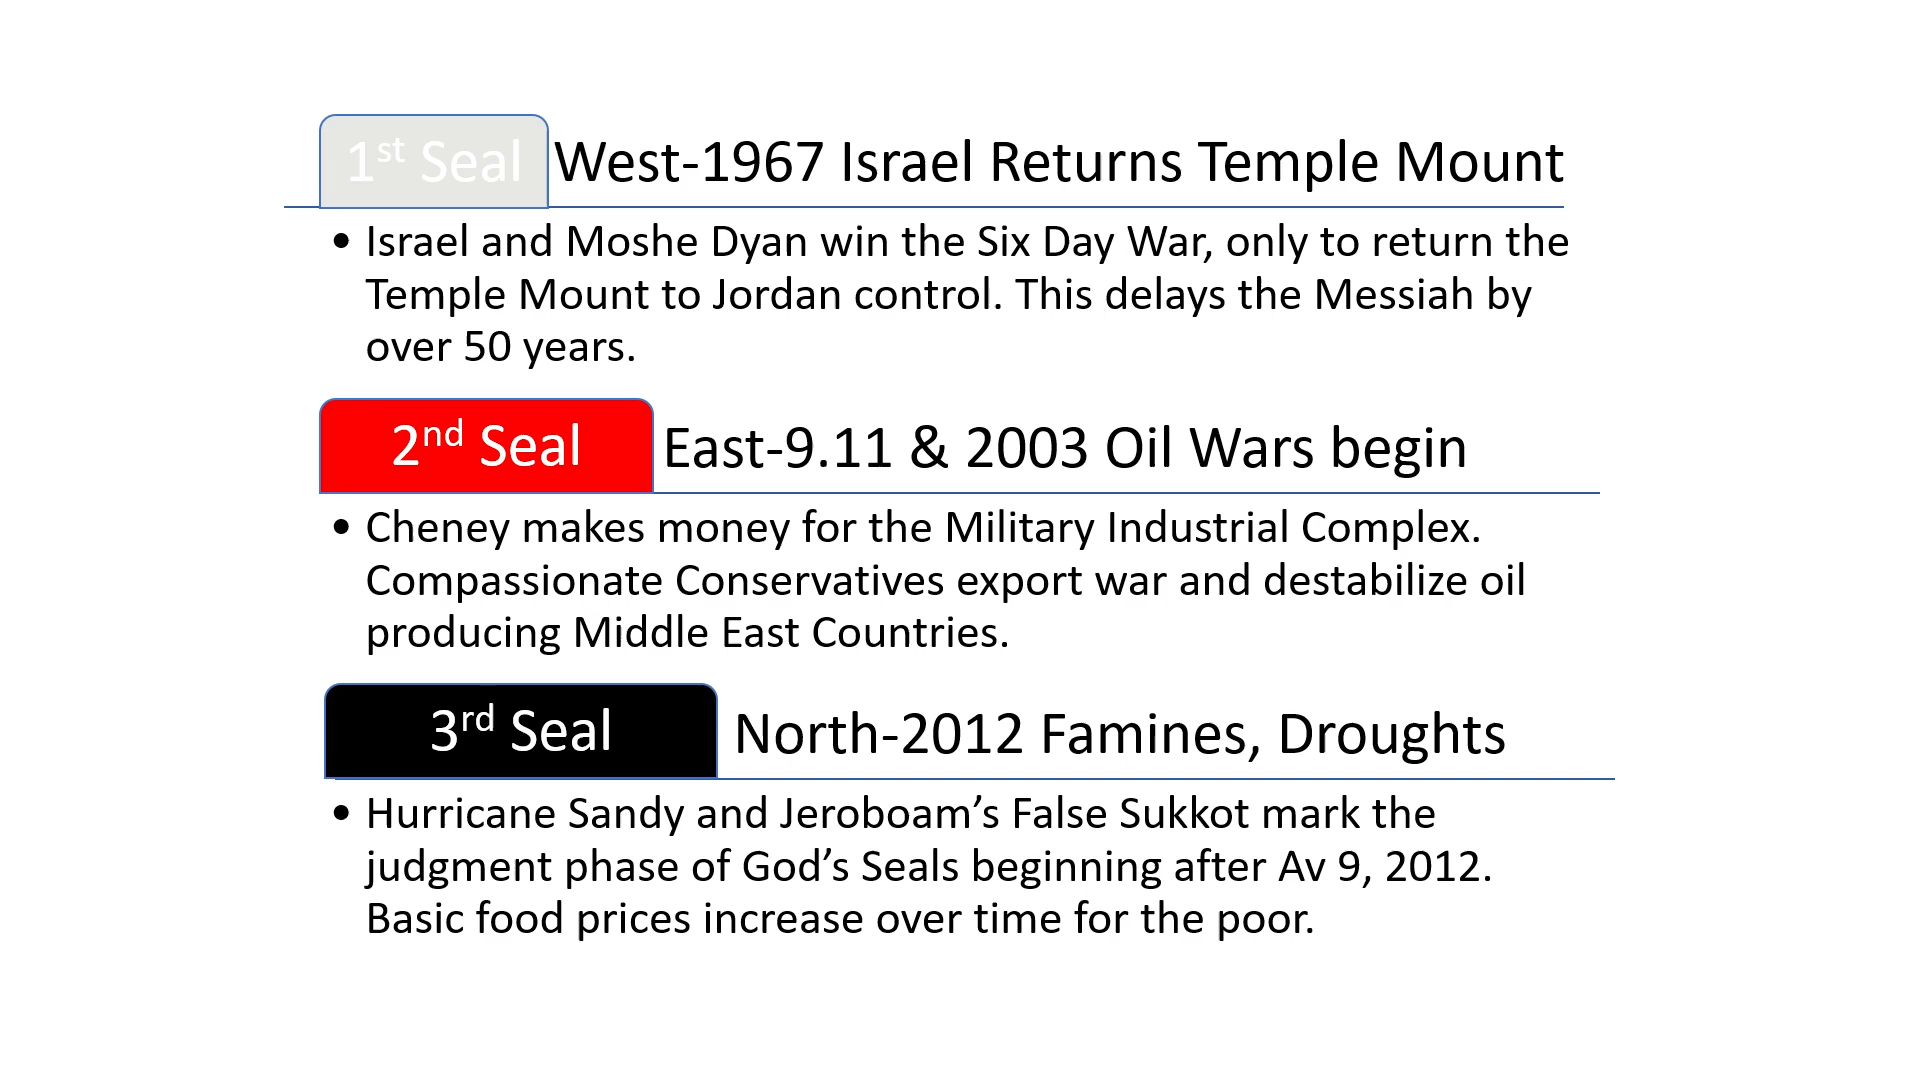 1st Seal West-1967 Israel Returns Temple Mount
• Israel and Moshe Dyan win the Six Day War, only to return the
Temple Mount to Jordan control. This delays the Messiah by
over 50 years.
2nd Seal East-9.11 & 2003 Oil Wars begin
• Cheney makes money for the Military Industrial Complex.
Compassionate Conservatives export war and destabilize oil
producing Middle East Countries.
3rd Seal North-2012 Famines, Droughts
• Hurricane Sandy and Jeroboam’s False Sukkot mark the
judgment phase of God’s Seals beginning after Av 9, 2012.
Basic food prices increase over time for the poor.